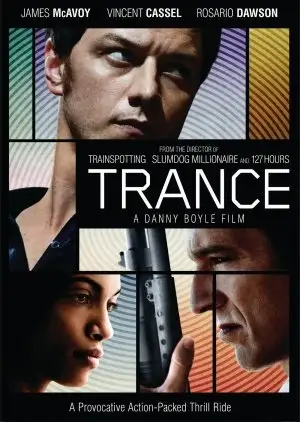 JAMES McAVOY VINCENT CASSEL ROSARIO DAWSON
FROM THE DIRECTOR OF
TRAINSPOTTING SLUMDOG MILLIONAIRE AND 127 HOURS
TRANCE
A DANNY BOYLE FILM
A Provocative Action-Packed Thrill Ride